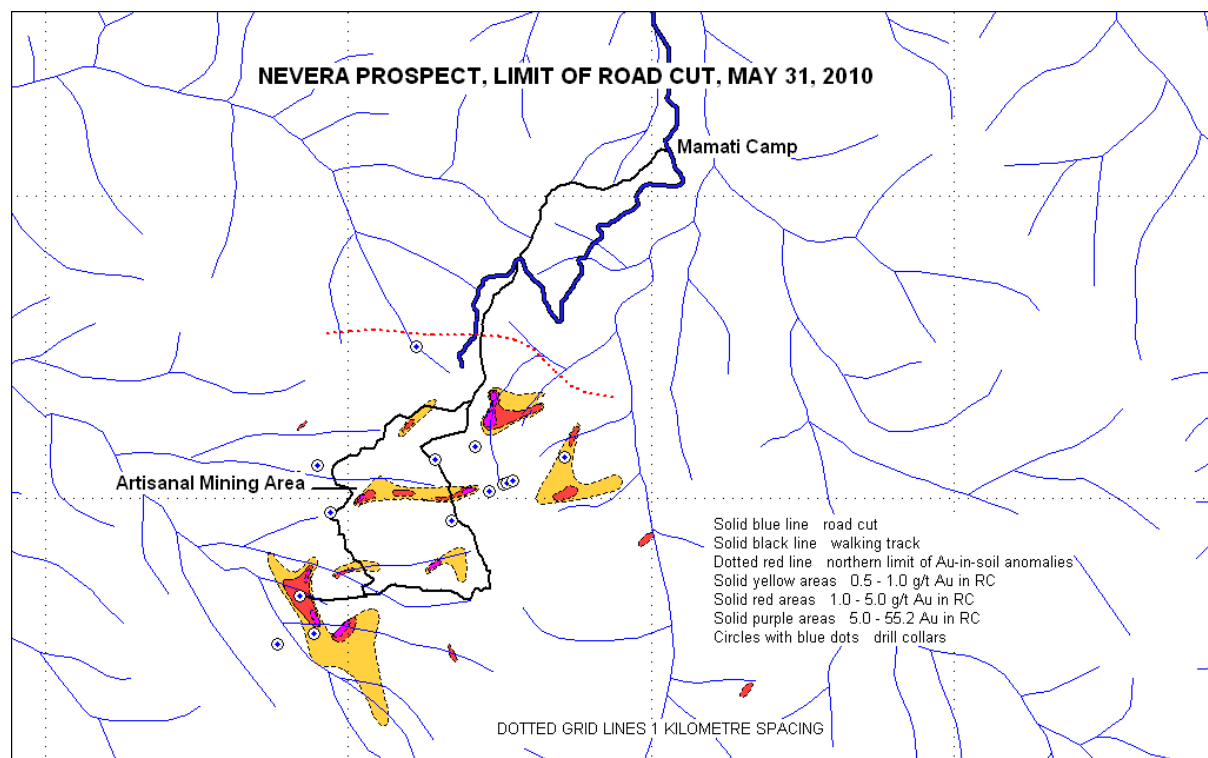 NEVERA PROSPECT, LIMIT OF ROAD CUT, MAY 31, 2010
Mamati Camp
Artisanal Mining Area
Solid blue line road cut
Solid black line walking track
Dotted red line northern limit of Au-in-soil anomalies
Solid yellow areas 0.5 - 1.0 g/t Au in RC
Solid red areas 1.0 - 5.0 g/t Au in RC
Solid purple areas 5.0 - 55.2 Au in RC
Circles with blue dots drill collars
DOTTED GRID LINES 1 KILOMETRE SPACING